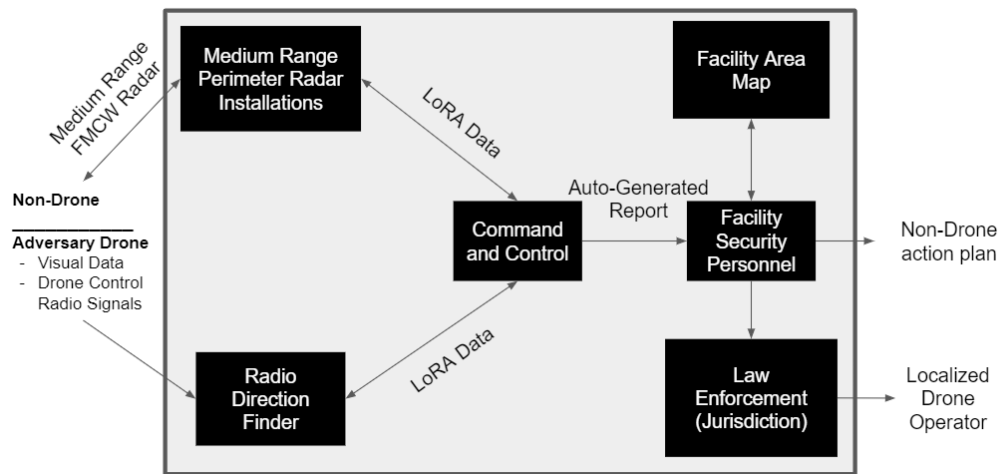 Medium Range
FMCW Radar
Non-Drone
Adversary Drone
- Visual Data
- Drone Control
Radio Signals
Medium Range
Perimeter Radar
Installations
LoRA Data
Radio
Direction
Finder
LoRA Data
Command
and Control
Auto-Generated
Report
Facility Area
Map
Facility
Security
Personnel
Non-Drone
action plan
Law
Enforcement
(Jurisdiction)
Localized
Drone
Operator